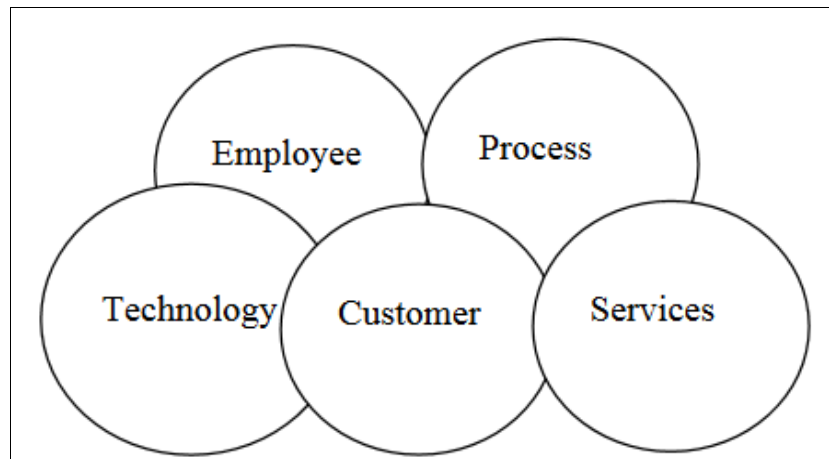 Employee
Process
Technology
Customer
Services